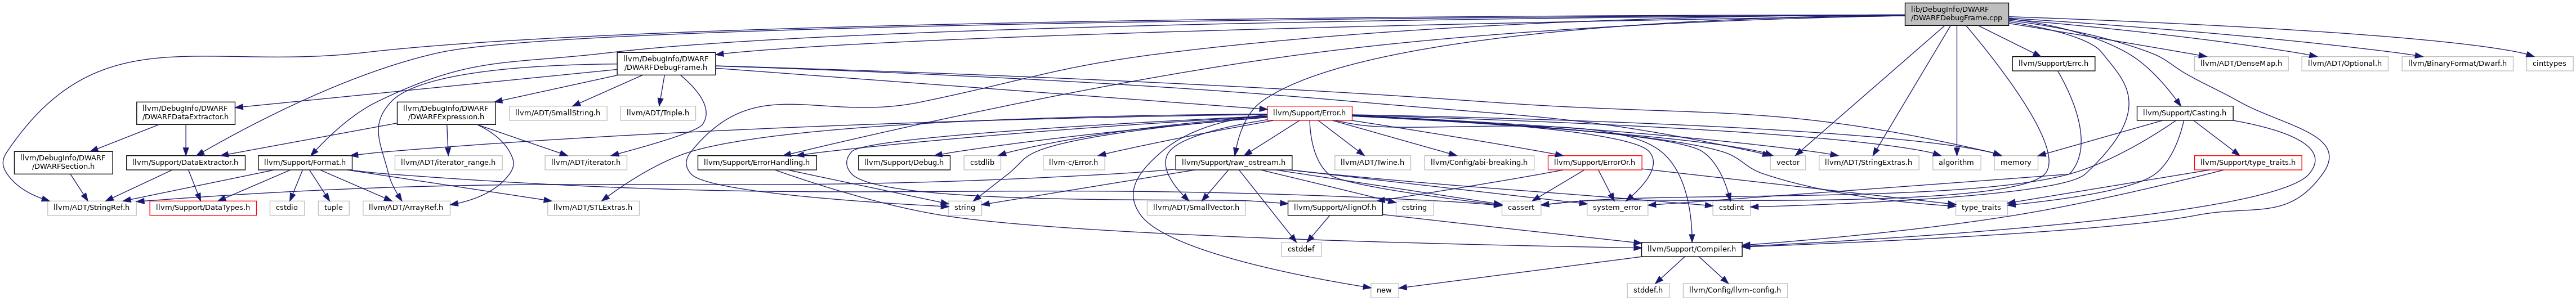 lib/DebugInfo/DWARF
/DWARFDebugFrame.cpp
llvm/DebugInfo/DWARF
/DWARFDebugFrame.h
llvm/Support/Errc.h
llvm/ADT/DenseMap.h
llvm/ADT/Optional.h
llvm/BinaryFormat/Dwarf.h
cinttypes
llvm/DebugInfo/DWARF
/DWARFDataExtractor.h
llvm/DebugInfo/DWARF
/DWARFExpression.h
llvm/ADT/SmallString.h
llvm/ADT/Triple.h
llvm/Support/Error.h
llvm/Support/Casting.h
llvm/DebugInfo/DWARF
/DWARFSection.h
llvm/Support/DataExtractor.h
llvm/Support/Format.h
llvm/ADT/iterator_range.h
llvm/ADT/iterator.h
llvm/Support/ErrorHandling.h
llvm/Support/Debug.h
cstdlib
llvm-c/Error.h
llvm/Support/raw_ostream.h
llvm/ADT/Twine.h
llvm/Config/abi-breaking.h
llvm/Support/ErrorOr.h
vector
llvm/ADT/StringExtras.h
algorithm
memory
llvm/Support/type_traits.h
llvm/ADT/StringRef.h
llvm/Support/DataTypes.h
cstdio
tuple
llvm/ADT/ArrayRef.h
llvm/ADT/STLExtras.h
string
llvm/ADT/SmallVector.h
llvm/Support/AlignOf.h
cstring
cassert
system_error
cstdint
type_traits
cstddef
llvm/Support/Compiler.h
new
stddef.h
llvm/Config/llvm-config.h